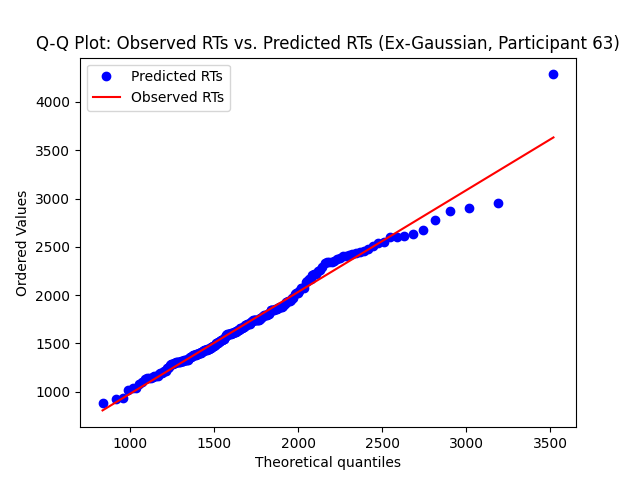 Q-Q Plot: Observed RTs vs. Predicted RTs (Ex-Gaussian, Participant 63)
Predicted RTs
Observed RTs
Ordered Values
4000
3500
3000
2500
2000
1500
1000
1000 1500 2000 2500 3000 3500
Theoretical quantiles